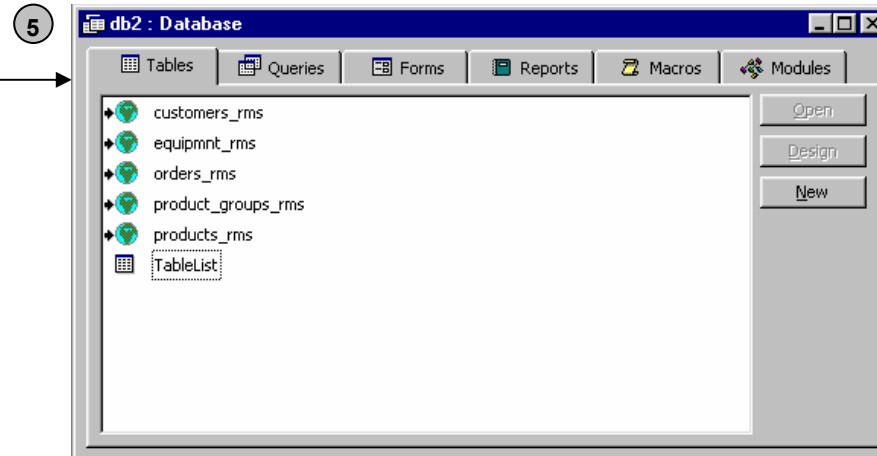 5
db2 : Database
Tables Queries Forms Reports Macros Modules
customers_rms
equipmnt_rms
orders_rms
product_groups_rms
products_rms
TableList
Open
Design
New